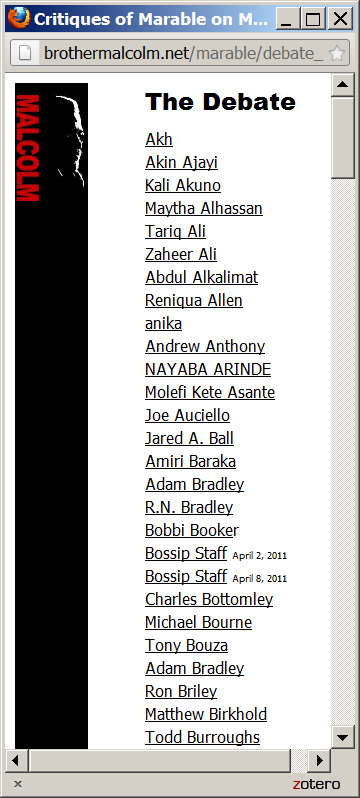 Critiques of Marable on M...
brothermalcolm.net/marable/debate_
MALCOLM
The Debate
Akh
Akin Ajayi
Kali Akuno
Maytha Alhassan
Tariq Ali
Zaheer Ali
Abdul Alkalimat
Reniqua Allen
anika
Andrew Anthony
NAYABA ARINDE
Molefi Kete Asante
Joe Auciello
Jared A. Ball
Amiri Baraka
Adam Bradley
R.N. Bradley
Bobbi Booker
Bossip Staff April 2, 2011
Bossip Staff April 8, 2011
Charles Bottomley
Michael Bourne
Tony Bouza
Adam Bradley
Ron Briley
Matthew Birkhold
Todd Burroughs
zotero